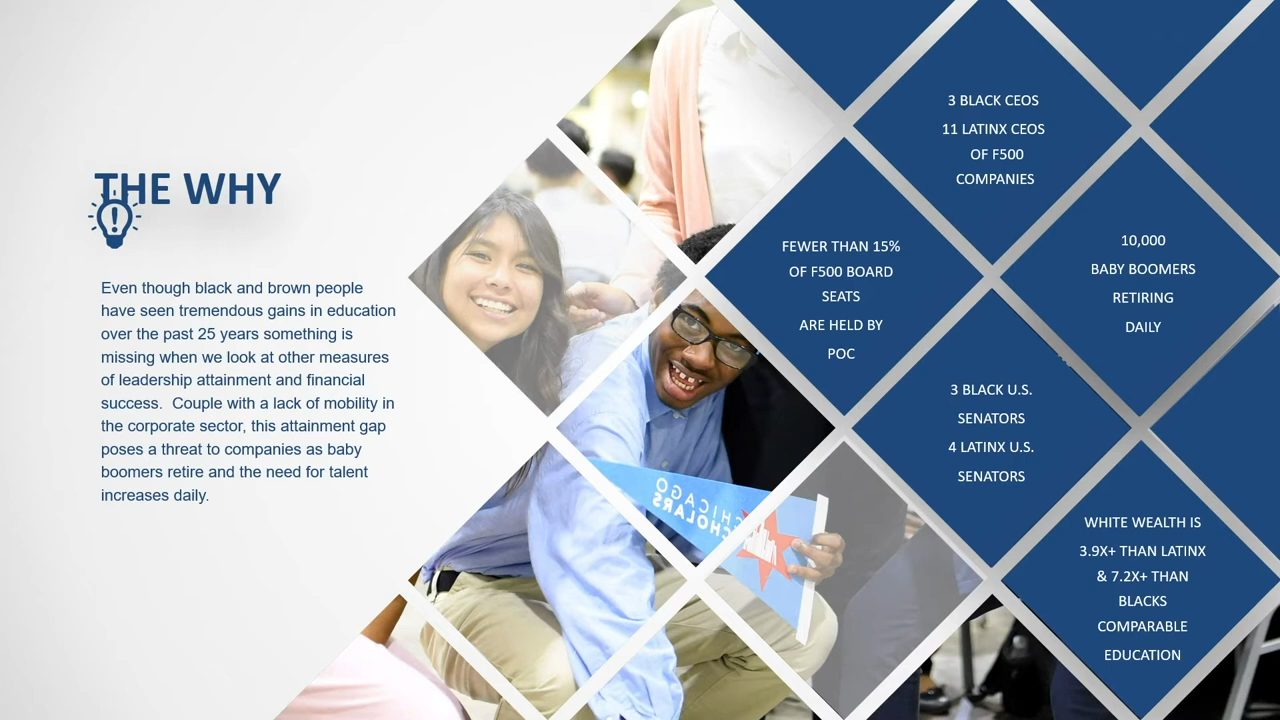 THE WHY
Even though black and brown people
have seen tremendous gains in education
over the past 25 years something is
missing when we look at other measures
of leadership attainment and financial
success.  Couple with a lack of mobility in
the corporate sector, this attainment gap
poses a threat to companies as baby
boomers retire and the need for talent
increases daily.
3 BLACK CEOS
11 LATINX CEOS
OF F500
COMPANIES
FEWER THAN 15%
OF F500 BOARD
SEATS
ARE HELD BY
POC
10,000
BABY BOOMERS
RETIRING
DAILY
3 BLACK U.S.
SENATORS
4 LATINX U.S.
SENATORS
WHITE WEALTH IS
3.9X+ THAN LATINX
& 7.2X+ THAN
BLACKS
COMPARABLE
EDUCATION
CHICAGO
SCHOLARS